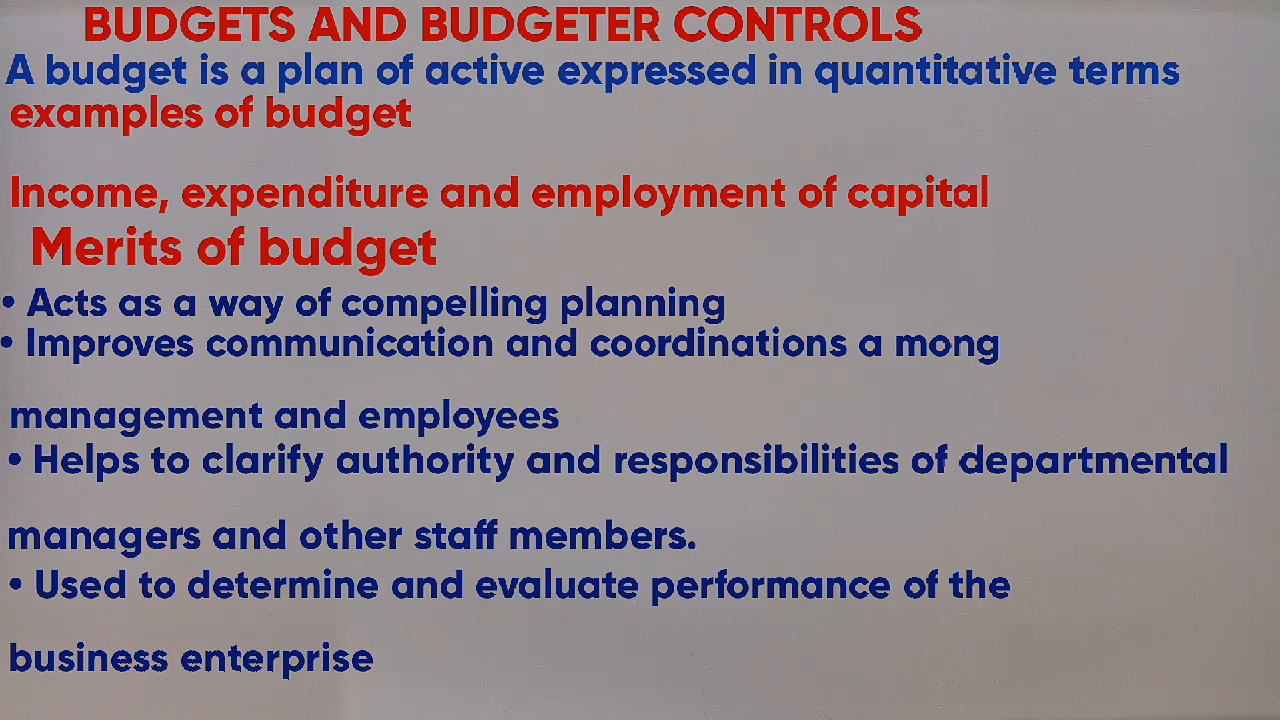 BUDGETS AND BUDGETER CONTROLS
A budget is a plan of active expressed in quantitative terms
examples of budget
Income, expenditure and employment of capital
Merits of budget
• Acts as a way of compelling planning
• Improves communication and coordinations a mong
management and employees
• Helps to clarify authority and responsibilities of departmental
managers and other staff members.
• Used to determine and evaluate performance of the
business enterprise